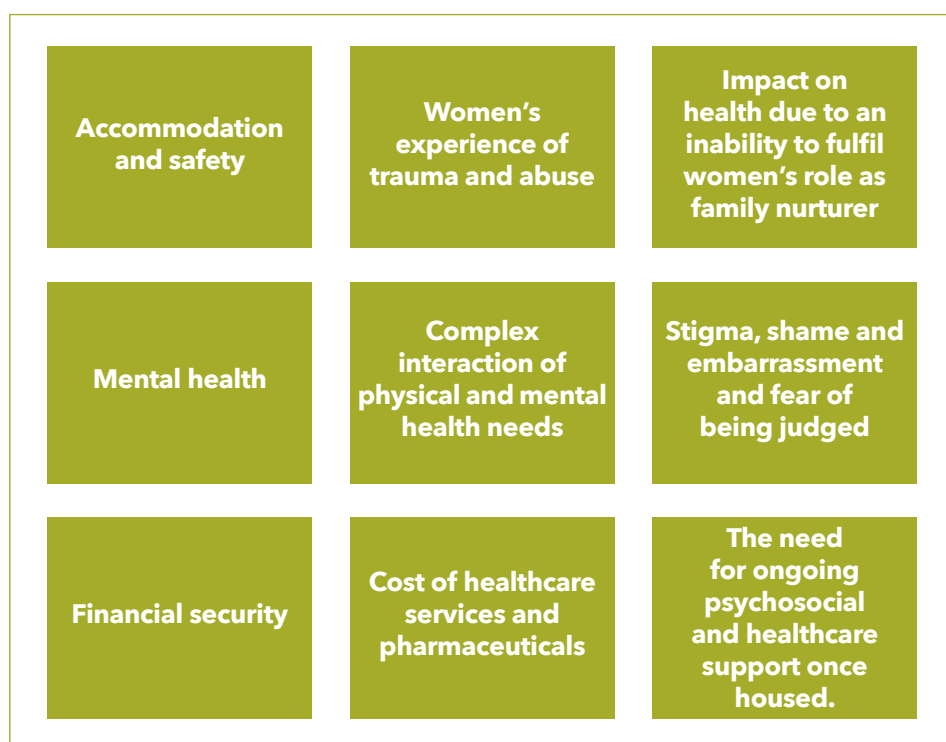 Accommodation
and safety
Women’s
experience of
trauma and abuse
Impact on
health due to an
inability to fulfil
women’s role as
family nurturer
Mental health
Complex
interaction of
physical and mental
health needs
Stigma, shame and
embarrassment
and fear of
being judged
Financial security
Cost of healthcare
services and
pharmaceuticals
The need
for ongoing
psychosocial
and healthcare
support once
housed.